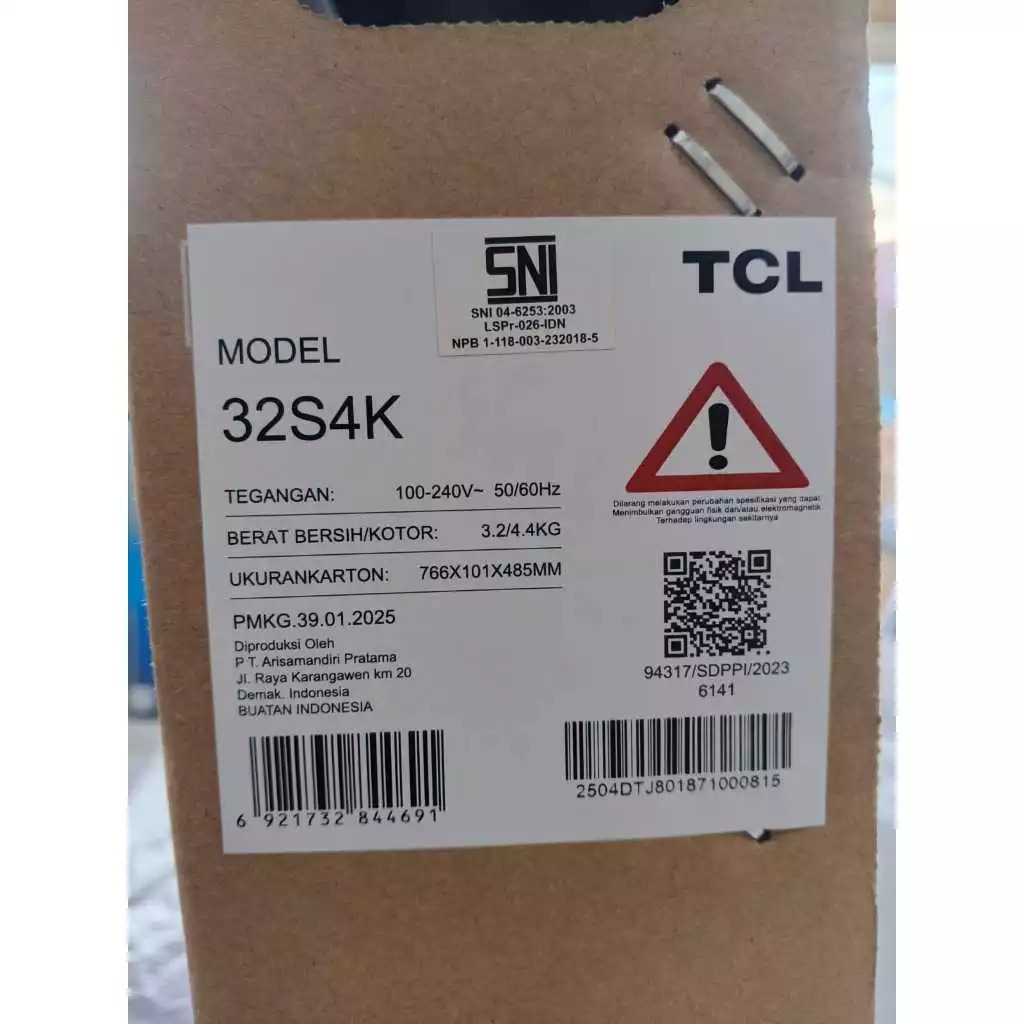 SNI
SNI 04-6253:2003
LSPr-026-IDN
NPB 1-118-003-232018-5
TCL
MODEL
32S4K
TEGANGAN: 100-240V~ 50/60Hz
BERAT BERSIH/KOTOR: 3.2/4.4KG
UKURANKARTON: 766X101X485MM
PMKG.39.01.2025
Diproduksi Oleh
P T. Arisamandiri Pratama
Jl. Raya Karangawen km 20
Demak. Indonesia
BUATAN INDONESIA
6 921732 844691
Dilarang melakukan perubahan spesifikasi yang dapat
Menimbulkan gangguan fisik dan/atau elektromagnetik
Terhadap lingkungan sekitarnya
94317/SDPPI/2023
6141
2504DTJ801871000815